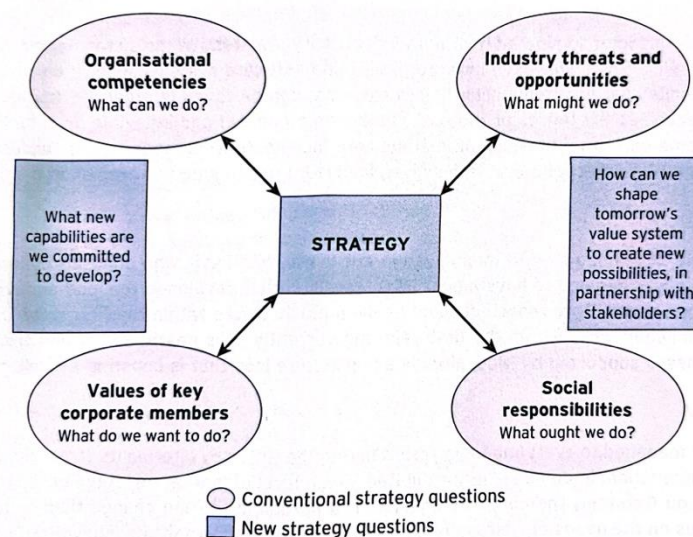 Organisational
competencies
What can we do?
Industry threats and
opportunities
What might we do?
What new
capabilities are
we committed
to develop?
STRATEGY
How can we
shape
tomorrow's
value system
to create new
possibilities, in
partnership with
stakeholders?
Values of key
corporate members
What do we want to do?
Social
responsibilities
What ought we do?
Conventional strategy questions
New strategy questions